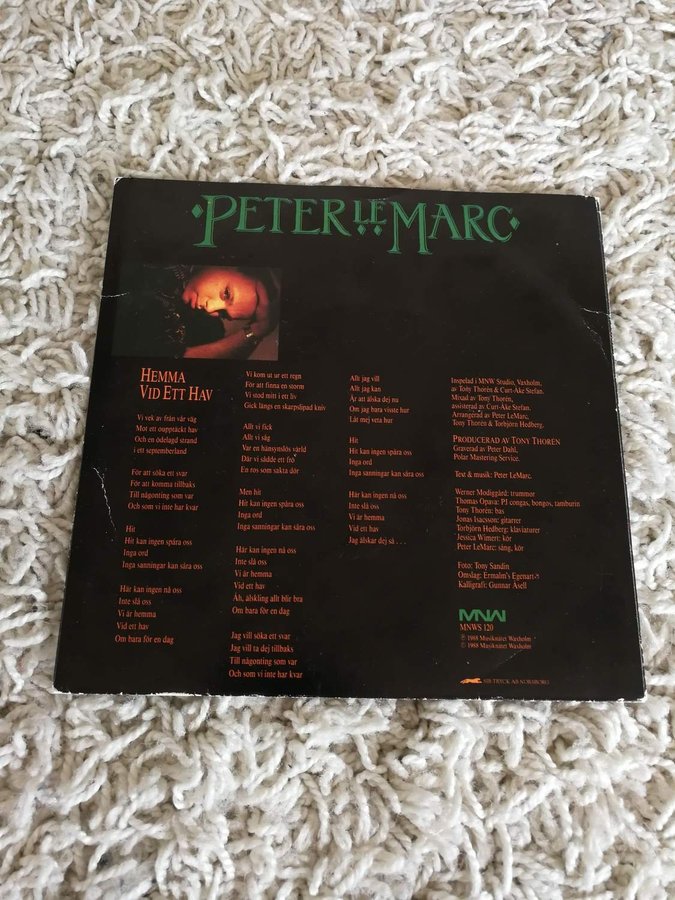 PETER LE MARC
HEMMA
VID ETT HAV
Vi vek av från vår väg
Mot ett oupptäckt hav
Och en ödelagd strand
i ett septemberland
För att söka ett svar
För att komma tillbaks
Till någonting som var
Och som vi inte har kvar
Hit
Hit kan ingen spåra oss
Inga ord
Inga sanningar kan såra oss
Här kan ingen nå oss
Inte slå oss
Vi är hemma
Vid ett hav
Om bara för en dag
Vi kom ut ur ett regn
För att finna en storm
Vi stod mitt i ett liv
Gick längs en skarpslipad kniv
Allt vi fick
Allt vi såg
Var en hänsynslös värld
Där vi sådde ett frö
En ros som sakta dör
Men hit
Hit kan ingen spåra oss
Inga ord
Inga sanningar kan såra oss
Här kan ingen nå oss
Inte slå oss
Vi är hemma
Vid ett hav
Åh, älskling allt blir bra
Om bara för en dag
Jag vill söka ett svar
Jag vill ta dej tillbaks
Till någonting som var
Och som vi inte har kvar
Allt jag vill
Allt jag kan
Är att älska dej nu
Om jag bara visste hur
Låt mej veta hur
Hit
Hit kan ingen spåra oss
Inga ord
Inga sanningar kan såra oss
Här kan ingen nå oss
Inte slå oss
Vi är hemma
Vid ett hav
Jag älskar dej så . . .
Inspelad i MNW Studio, Vaxholm,
av Tony Thorén & Curt-Åke Stefan.
Mixad av Tony Thorén,
assisterad av Curt-Åke Stefan.
Arrangerad av Peter LeMarc,
Tony Thorén & Torbjörn Hedberg.
PRODUCERAD AV TONY THORÉN
Graverad av Peter Dahl,
Polar Mastering Service.
Text & musik: Peter LeMarc.
Werner Modiggård: trummor
Thomas Opava: PJ congas, bongos, tamburin
Tony Thorén: bas
Jonas Isacsson: gitarrer
Torbjörn Hedberg: klaviaturer
Jessica Wimert: kör
Peter LeMarc: sång, kör
Foto: Tony Sandin
Omslag: Ermalm's Egenart
Kalligrafi: Gunnar Åsell
MNW
MNWS 120
℗ 1988 Musiknätet Waxholm
© 1988 Musiknätet Waxholm
SIB-TRYCK AB NORSBORG